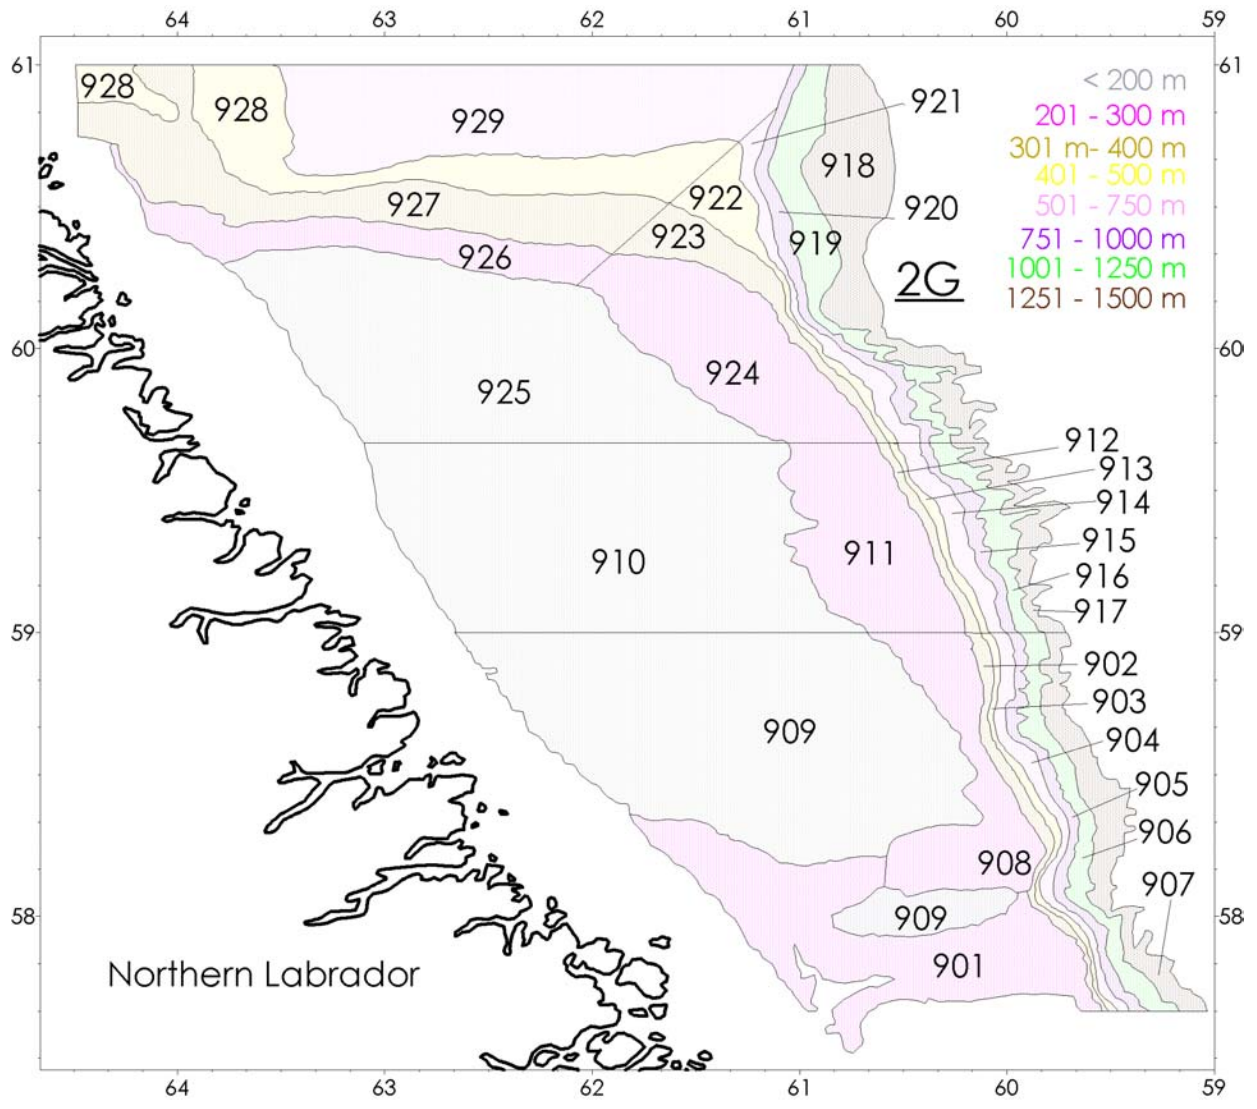 64 63 62 61 60 59
61 61
928 928 929 921 < 200 m
201 - 300 m
301 m- 400 m
918 401 - 500 m
922 501 - 750 m
927 920
923 919 751 - 1000 m
926 1001 - 1250 m
2G 1251 - 1500 m
60 60
924
925
912
913
914
915
911
910
916
917
59 59
902
903
909
904
905
906
908
907
58 909 58
901
Northern Labrador
64 63 62 61 60 59